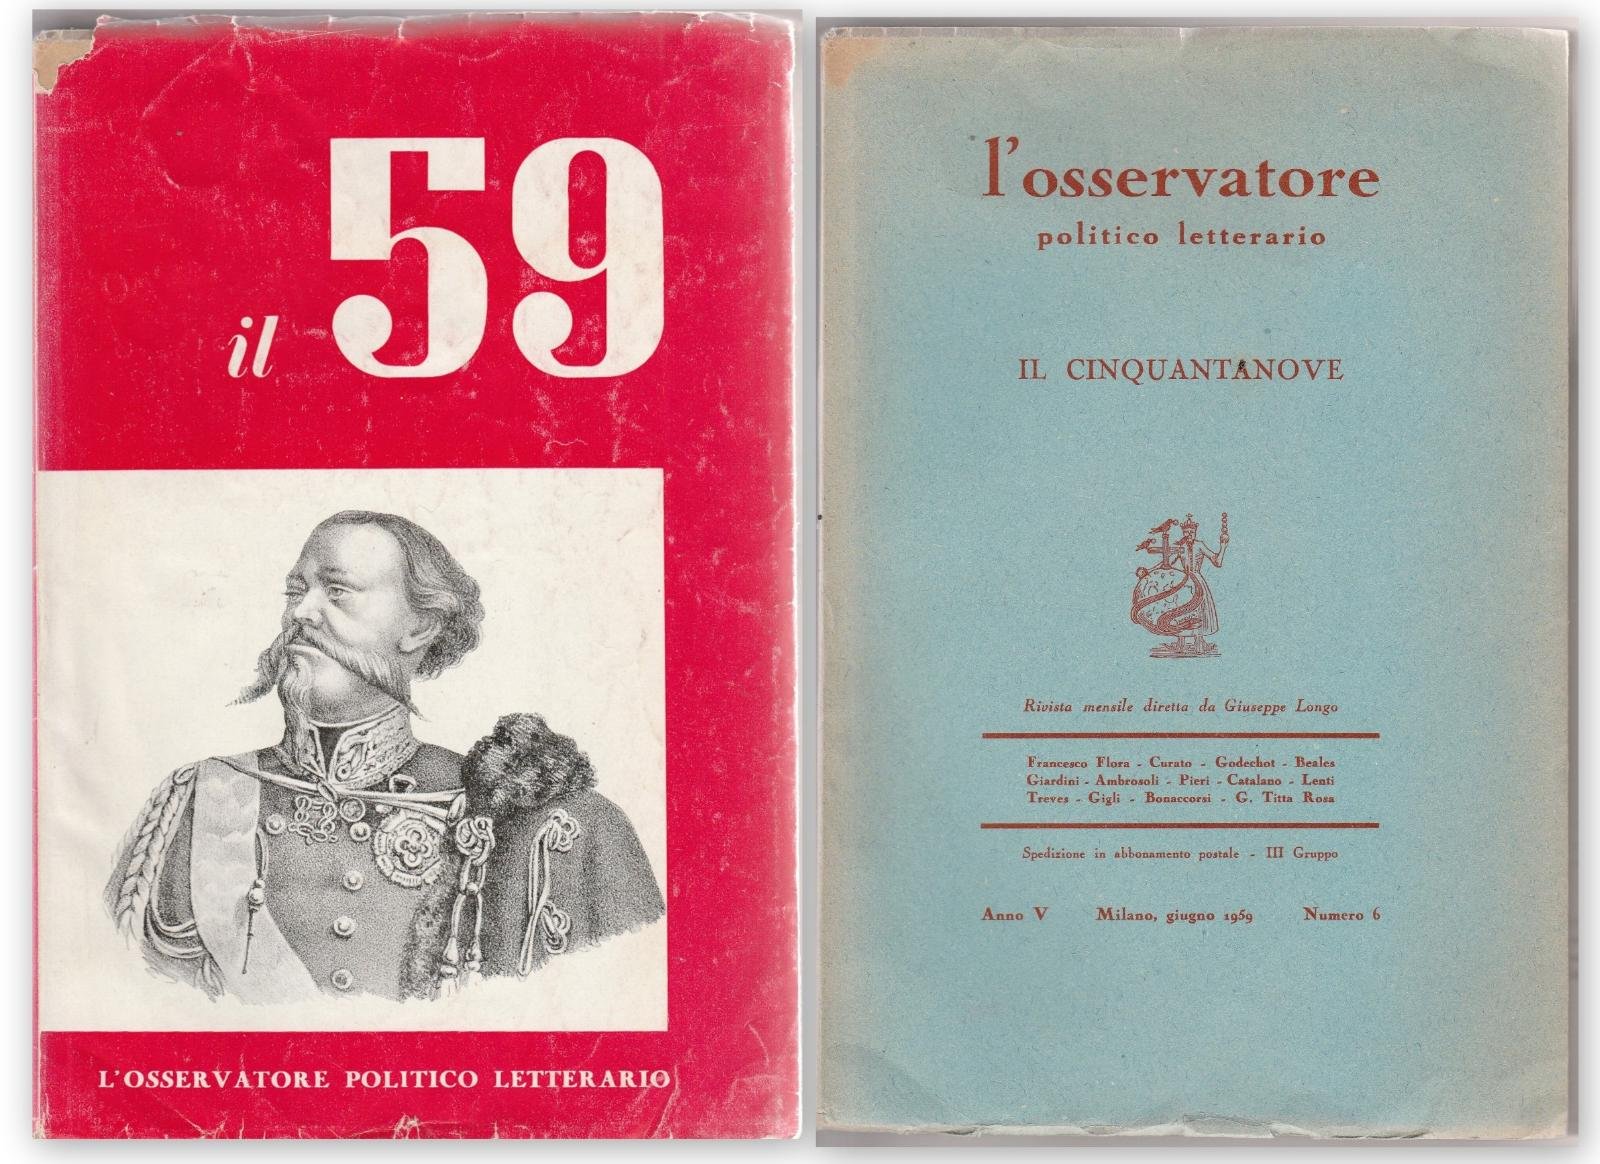 il 59
L'OSSERVATORE POLITICO LETTERARIO
l'osservatore
politico letterario
IL CINQUANTANOVE
Rivista mensile diretta da Giuseppe Longo
Francesco Flora - Curato - Godechot - Beales
Giardini - Ambrosoli - Pieri - Catalano - Lenti
Treves - Gigli - Bonaccorsi - G. Titta Rosa
Spedizione in abbonamento postale - III Gruppo
Anno V Milano, giugno 1959 Numero 6